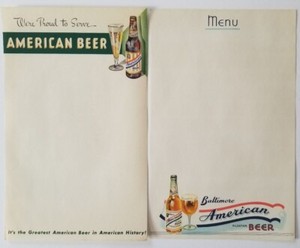 We're Proud to Serve
AMERICAN BEER
It's the Greatest American Beer in American History!
MENU
Baltimore
American
BEER